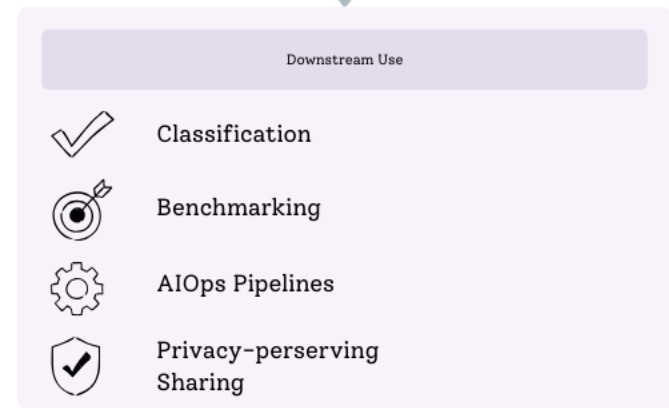 Downstream Use
Classification
Benchmarking
AIOps Pipelines
Privacy-perserving
Sharing